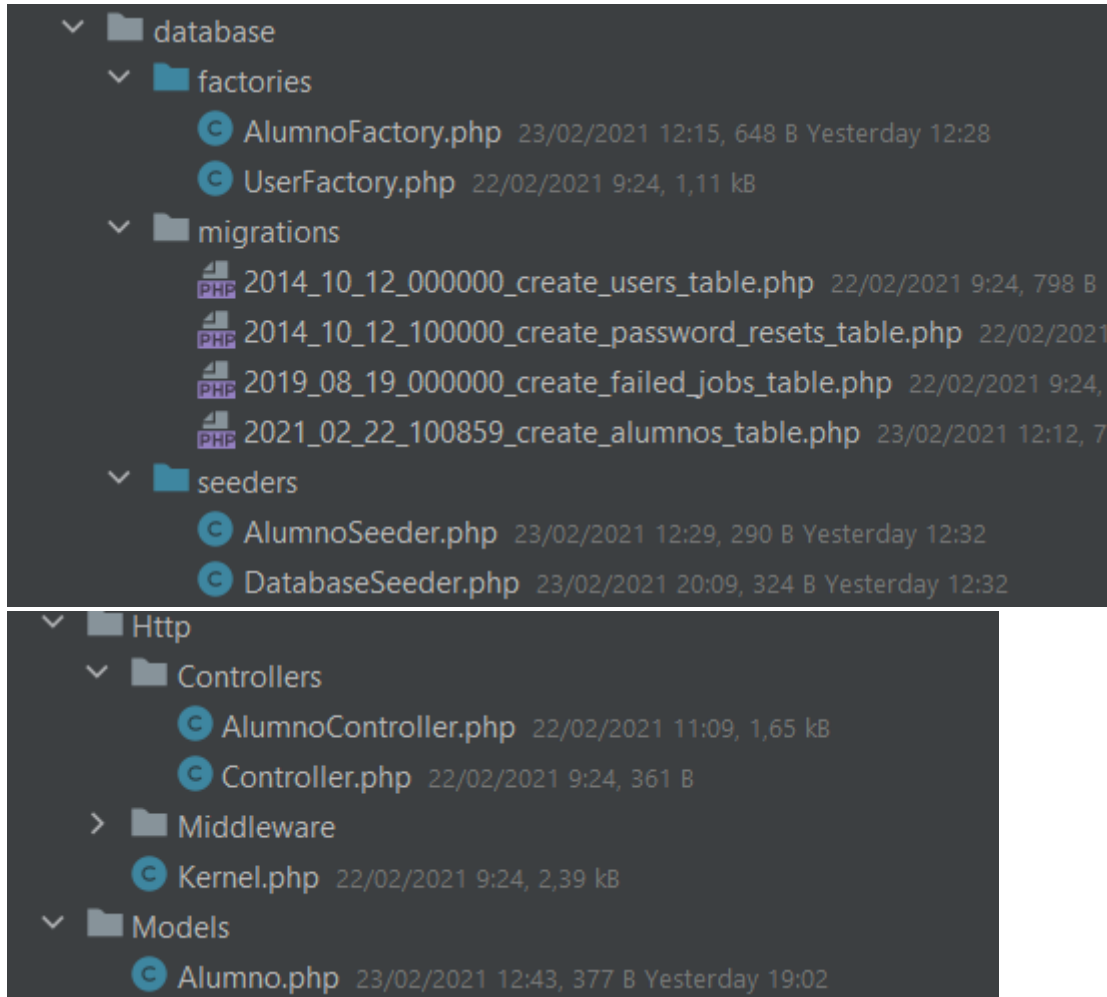 database
factories
AlumnoFactory.php 23/02/2021 12:15, 648 B Yesterday 12:28
UserFactory.php 22/02/2021 9:24, 1,11 kB
migrations
PHP 2014_10_12_000000_create_users_table.php 22/02/2021 9:24, 798 B
PHP 2014_10_12_100000_create_password_resets_table.php 22/02/2021
PHP 2019_08_19_000000_create_failed_jobs_table.php 22/02/2021 9:24,
PHP 2021_02_22_100859_create_alumnos_table.php 23/02/2021 12:12, 7
seeders
C AlumnoSeeder.php 23/02/2021 12:29, 290 B Yesterday 12:32
C DatabaseSeeder.php 23/02/2021 20:09, 324 B Yesterday 12:32
Http
Controllers
C AlumnoController.php 22/02/2021 11:09, 1,65 kB
C Controller.php 22/02/2021 9:24, 361 B
Middleware
C Kernel.php 22/02/2021 9:24, 2,39 kB
Models
C Alumno.php 23/02/2021 12:43, 377 B Yesterday 19:02